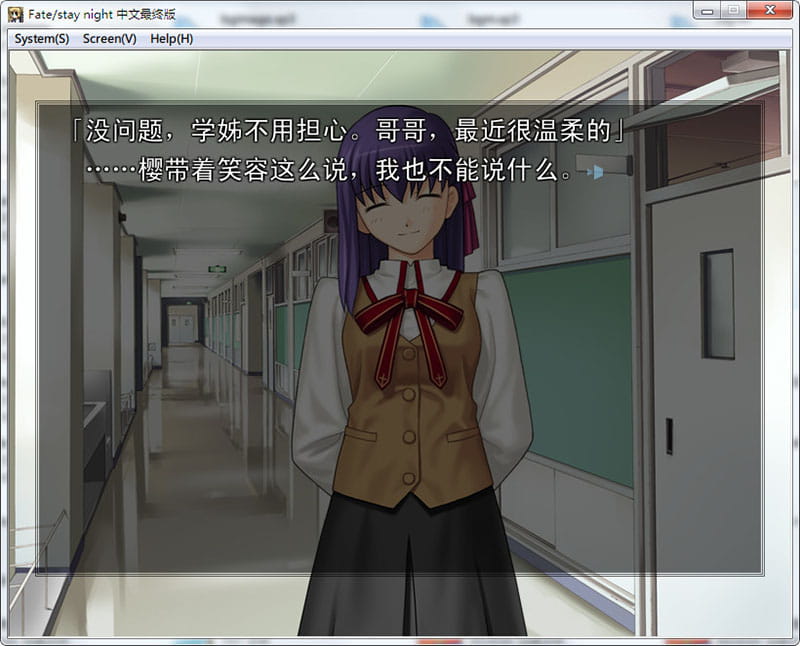 Fate/stay night 中文最终版
System(S) Screen(V) Help(H)
「没问题，学姊不用担心。哥哥，最近很温柔的」
……樱带着笑容这么说，我也不能说什么。